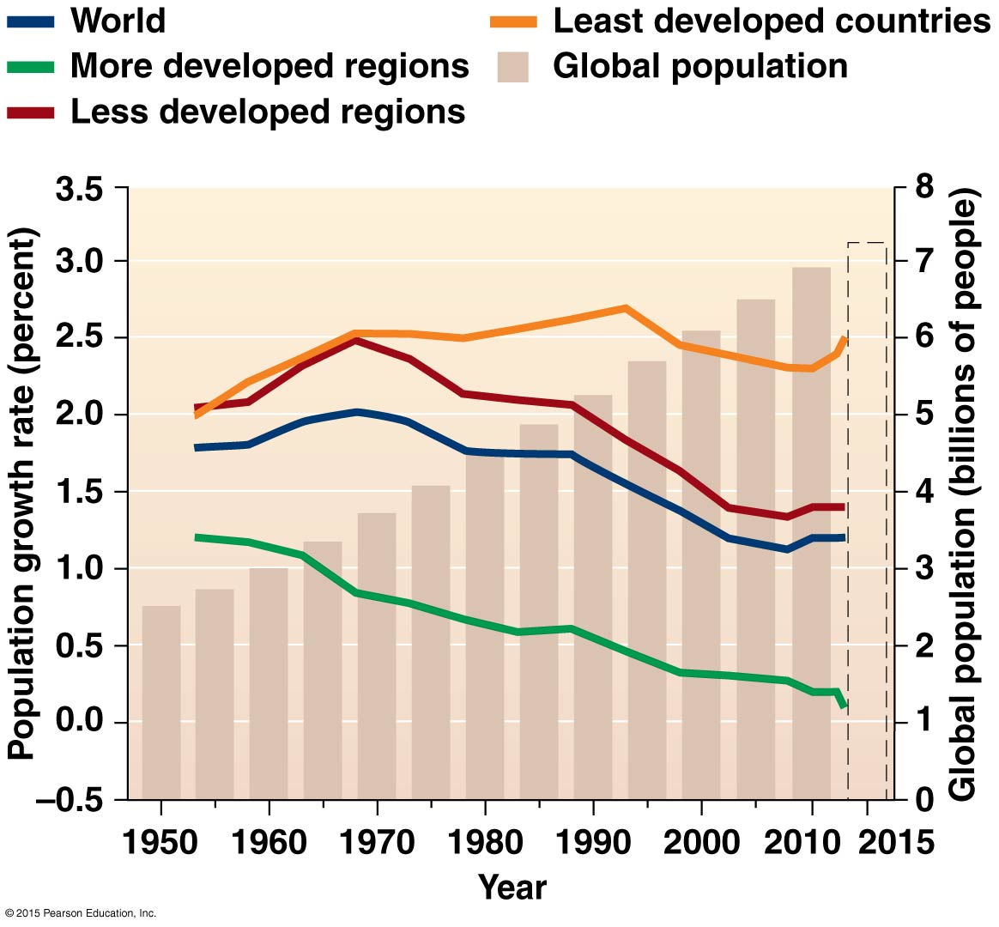 World
More developed regions
Less developed regions
Least developed countries
Global population
Population growth rate (percent)
3.5
3.0
2.5
2.0
1.5
1.0
0.5
0.0
–0.5
8
7
6
5
4
3
2
1
0
Global population (billions of people)
1950 1960 1970 1980 1990 2000 2010 2015
Year
© 2015 Pearson Education, Inc.